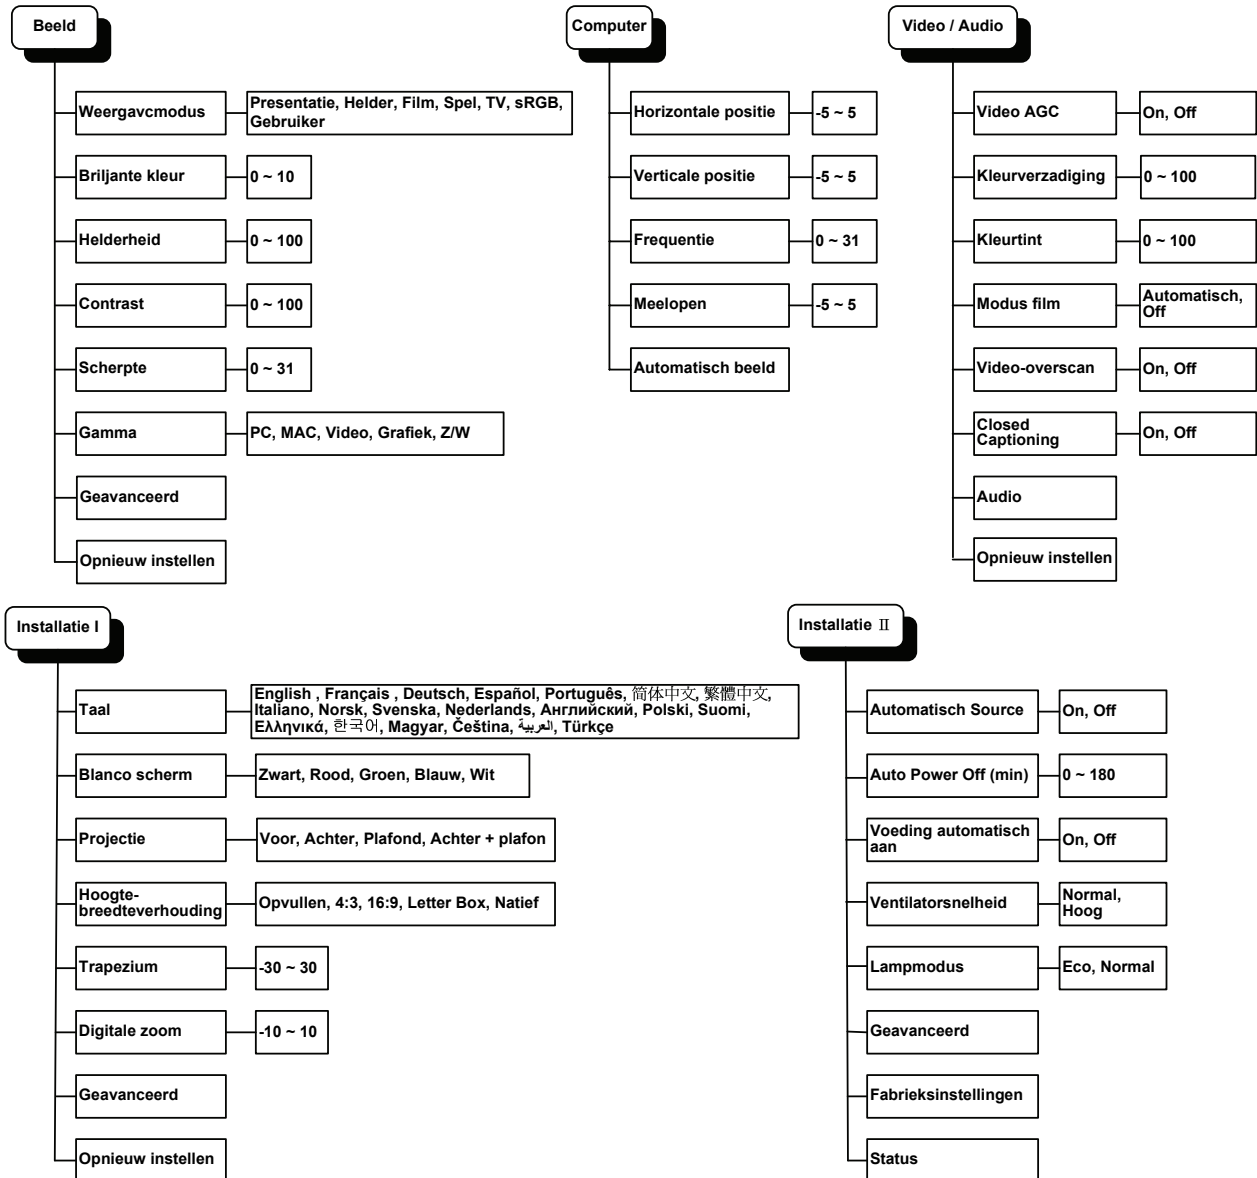 Beeld
Weergavcmodus
Presentatie, Helder, Film, Spel, TV, sRGB,
Gebruiker
Briljante kleur
0 ~ 10
Helderheid
0 ~ 100
Contrast
0 ~ 100
Scherpte
0 ~ 31
Gamma
PC, MAC, Video, Grafiek, Z/W
Geavanceerd
Opnieuw instellen
Computer
Horizontale positie
-5 ~ 5
Verticale positie
-5 ~ 5
Frequentie
0 ~ 31
Meelopen
-5 ~ 5
Automatisch beeld
Video / Audio
Video AGC
On, Off
Kleurverzadiging
0 ~ 100
Kleurtint
0 ~ 100
Modus film
Automatisch,
Off
Video-overscan
On, Off
Closed
Captioning
On, Off
Audio
Opnieuw instellen
Installatie I
Taal
English , Français , Deutsch, Español, Português, 简体中文, 繁體中文,
Italiano, Norsk, Svenska, Nederlands, Английский, Polski, Suomi,
Ελληνικά, 한국어, Magyar, Čeština, العربية, Türkçe
Blanco scherm
Zwart, Rood, Groen, Blauw, Wit
Projectie
Voor, Achter, Plafond, Achter + plafon
Hoogte-
breedteverhouding
Opvullen, 4:3, 16:9, Letter Box, Natief
Trapezium
-30 ~ 30
Digitale zoom
-10 ~ 10
Geavanceerd
Opnieuw instellen
Installatie II
Automatisch Source
On, Off
Auto Power Off (min)
0 ~ 180
Voeding automatisch
aan
On, Off
Ventilatorsnelheid
Normal,
Hoog
Lampmodus
Eco, Normal
Geavanceerd
Fabrieksinstellingen
Status